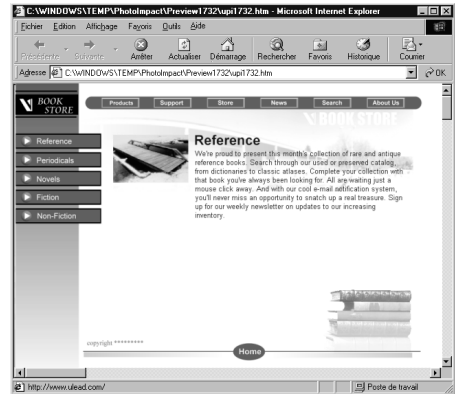 C:\WINDOWS\TEMP\PhotoImpact\Preview1732\upi1732.htm - Microsoft Internet Explorer
Fichier Edition Affichage Favoris Outils Aide
Précédente Suivante Arrêter Actualiser Démarrage Rechercher Favoris Historique Courrier
Adresse C:\WINDOWS\TEMP\PhotoImpact\Preview1732\upi1732.htm OK
BOOK STORE
Products Support Store News Search About Us
BOOK STORE
Reference
Periodicals
Novels
Fiction
Non-Fiction
Reference
We're proud to present this month's collection of rare and antique
reference books. Search through our used or preserved catalog,
from dictionaries to classic atlases. Complete your collection with
that book you've always been looking for. All are waiting just a
mouse click away. And with our cool e-mail notification system,
you'll never miss an opportunity to snatch up a real treasure. Sign
up for our weekly newsletter on updates to our increasing
inventory.
copyright *********
Home
http://www.ulead.com/ Poste de travail